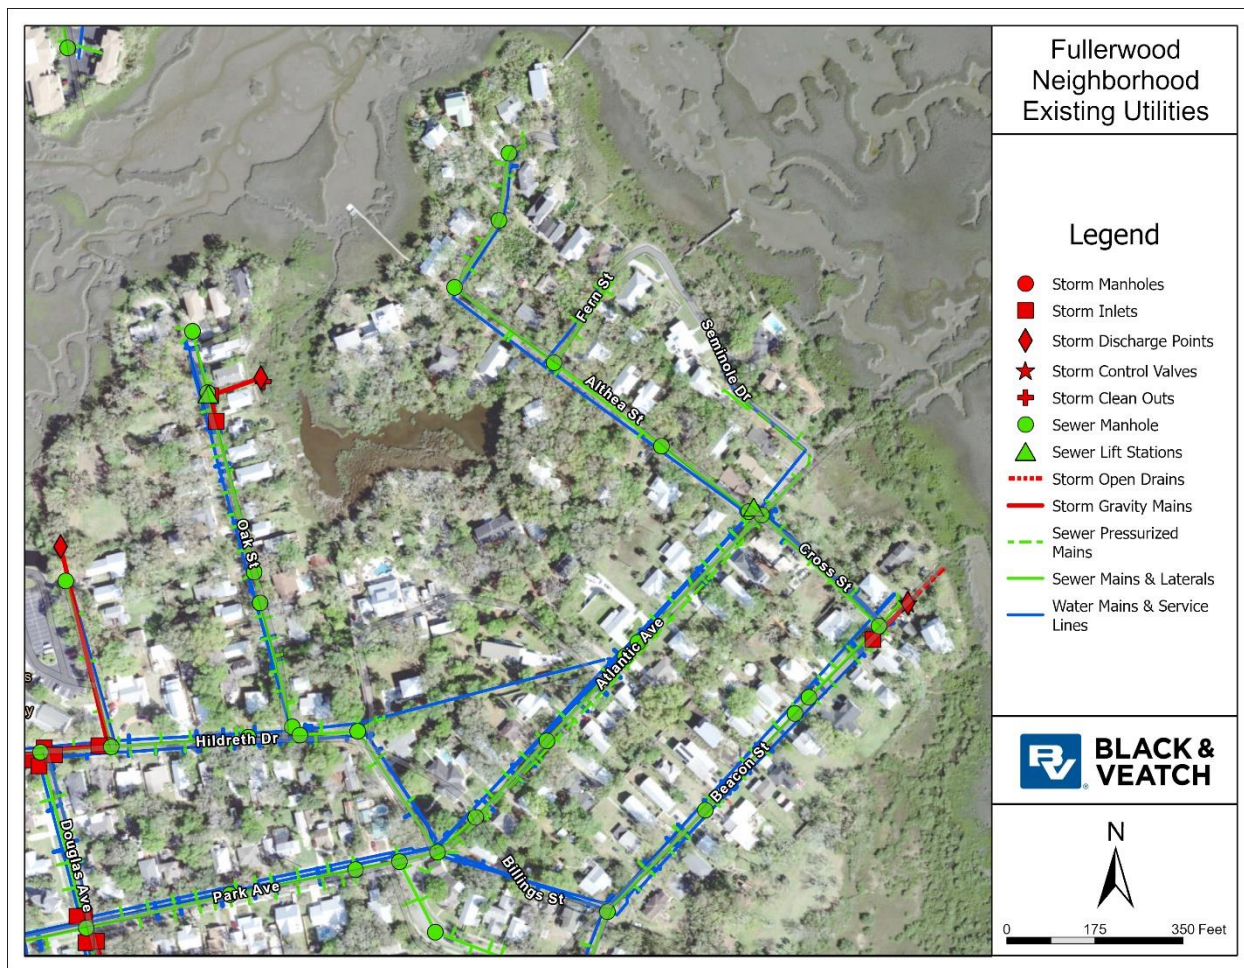 Fullerwood
Neighborhood
Existing Utilities
Legend
Storm Manholes
Storm Inlets
Storm Discharge Points
Storm Control Valves
Storm Clean Outs
Sewer Manhole
Sewer Lift Stations
Storm Open Drains
Storm Gravity Mains
Sewer Pressurized
Mains
Sewer Mains & Laterals
Water Mains & Service
Lines
BV
®
BLACK &
VEATCH
N
0 175 350 Feet
Fern St
Seminole Dr
Althea St
Oak St
Cross St
Atlantic Ave
s
y
Hildreth Dr
Beacon St
Douglas Ave
Park Ave
Billings St